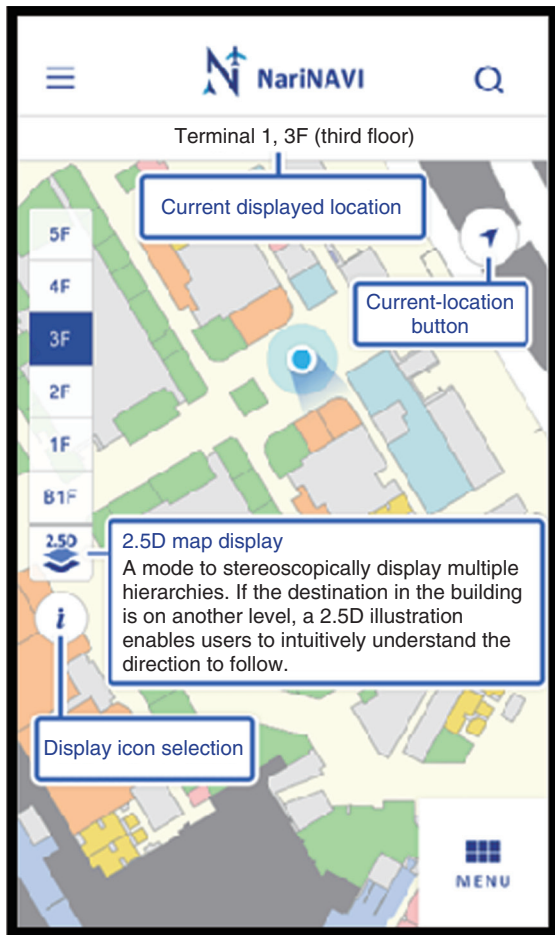 NariNAVI
Terminal 1, 3F (third floor)
Current displayed location
5F
4F
3F
2F
1F
B1F
2.5D
Current-location
button
2.5D map display
A mode to stereoscopically display multiple
hierarchies. If the destination in the building
is on another level, a 2.5D illustration
enables users to intuitively understand the
direction to follow.
i
Display icon selection
MENU